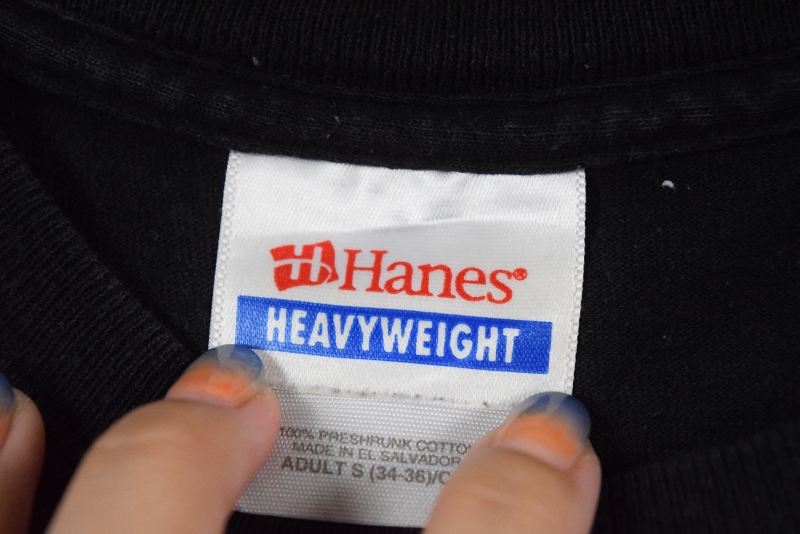 Hanes®
HEAVYWEIGHT
100% PRESHRUNK COTTON
MADE IN EL SALVADOR
ADULT S (34-36)/